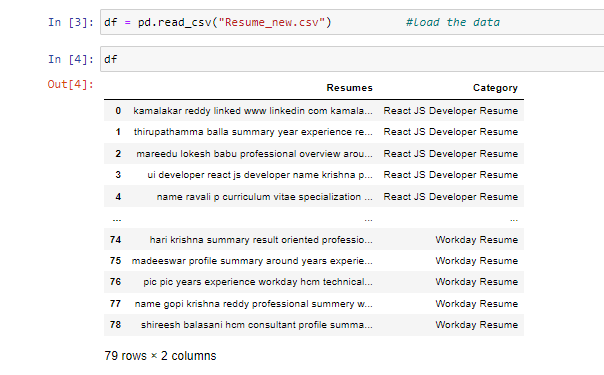 In [3]: df = pd.read_csv("Resume_new.csv") #load the data
In [4]: df
Out[4]:
Resumes Category
0 kamalakar reddy linked www linkedin com kamala... React JS Developer Resume
1 thirupathamma balla summary year experience re... React JS Developer Resume
2 mareedu lokesh babu professional overview arou... React JS Developer Resume
3 ui developer react js developer name krishna p... React JS Developer Resume
4 name ravali p curriculum vitae specialization ... React JS Developer Resume
... ... ...
74 hari krishna summary result oriented professio... Workday Resume
75 madeeswar profile summary around years experie... Workday Resume
76 pic pic years experience workday hcm technical... Workday Resume
77 name gopi krishna reddy professional summery w... Workday Resume
78 shireesh balasani hcm consultant profile summa... Workday Resume
79 rows × 2 columns